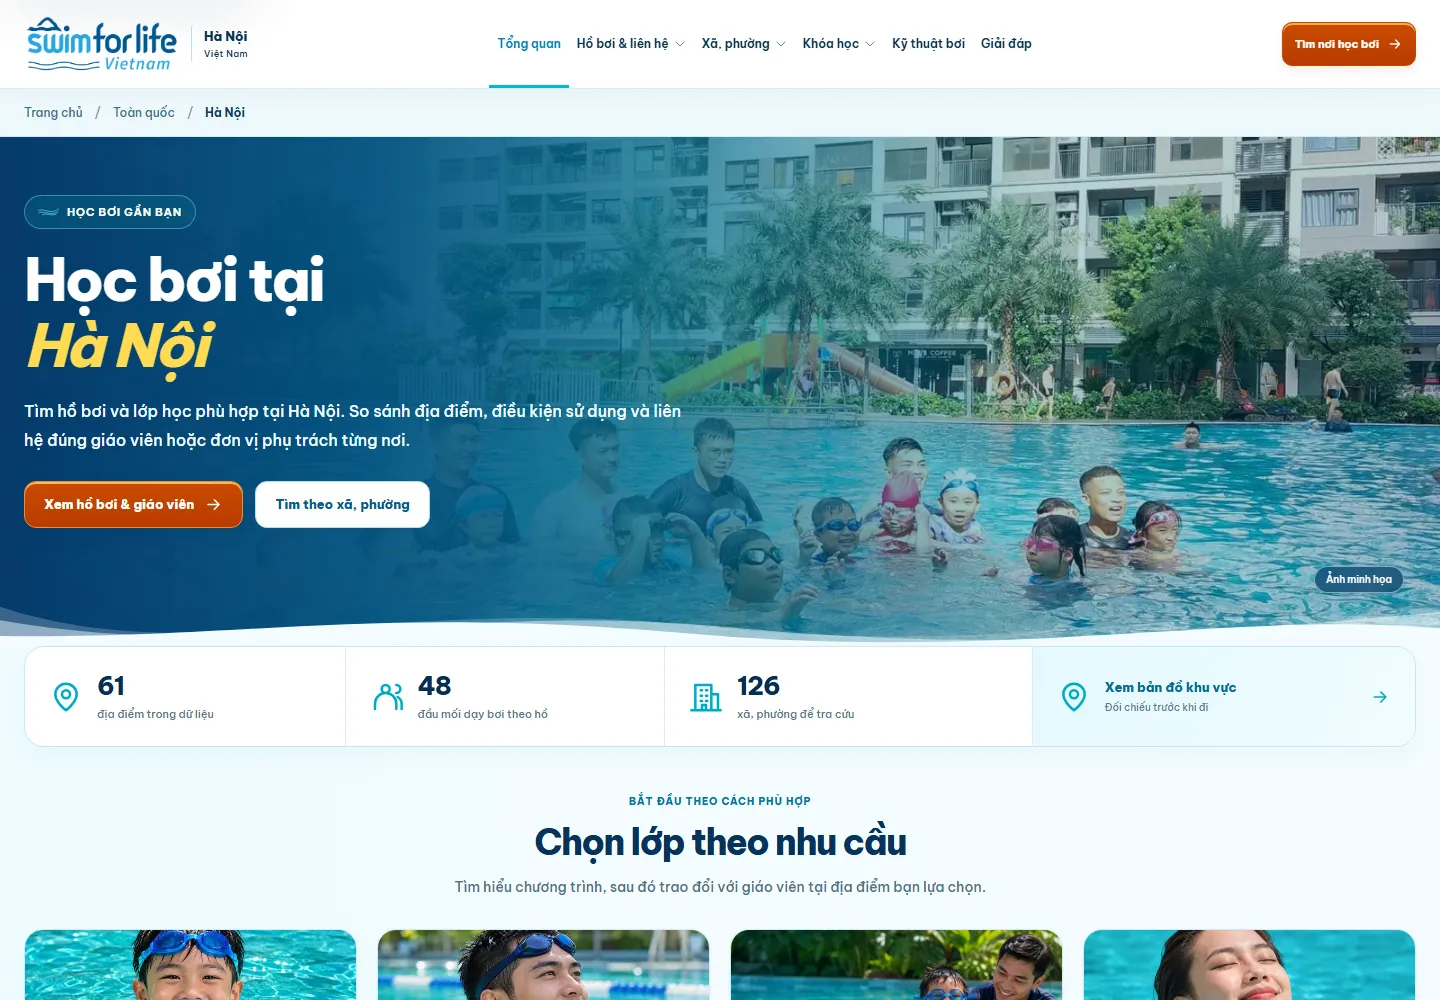 swimforlife
Vietnam
Hà Nội
Việt Nam
Tổng quan
Hồ bơi & liên hệ
Xã, phường
Khóa học
Kỹ thuật bơi
Giải đáp
Tìm nơi học bơi
Trang chủ / Toàn quốc / Hà Nội
HỌC BƠI GẦN BẠN
Học bơi tại
Hà Nội
Tìm hồ bơi và lớp học phù hợp tại Hà Nội. So sánh địa điểm, điều kiện sử dụng và liên
hệ đúng giáo viên hoặc đơn vị phụ trách từng nơi.
Xem hồ bơi & giáo viên
Tìm theo xã, phường
Ảnh minh họa
61
địa điểm trong dữ liệu
48
đầu mối dạy bơi theo hồ
126
xã, phường để tra cứu
Xem bản đồ khu vực
Đối chiếu trước khi đi
BẮT ĐẦU THEO CÁCH PHÙ HỢP
Chọn lớp theo nhu cầu
Tìm hiểu chương trình, sau đó trao đổi với giáo viên tại địa điểm bạn lựa chọn.